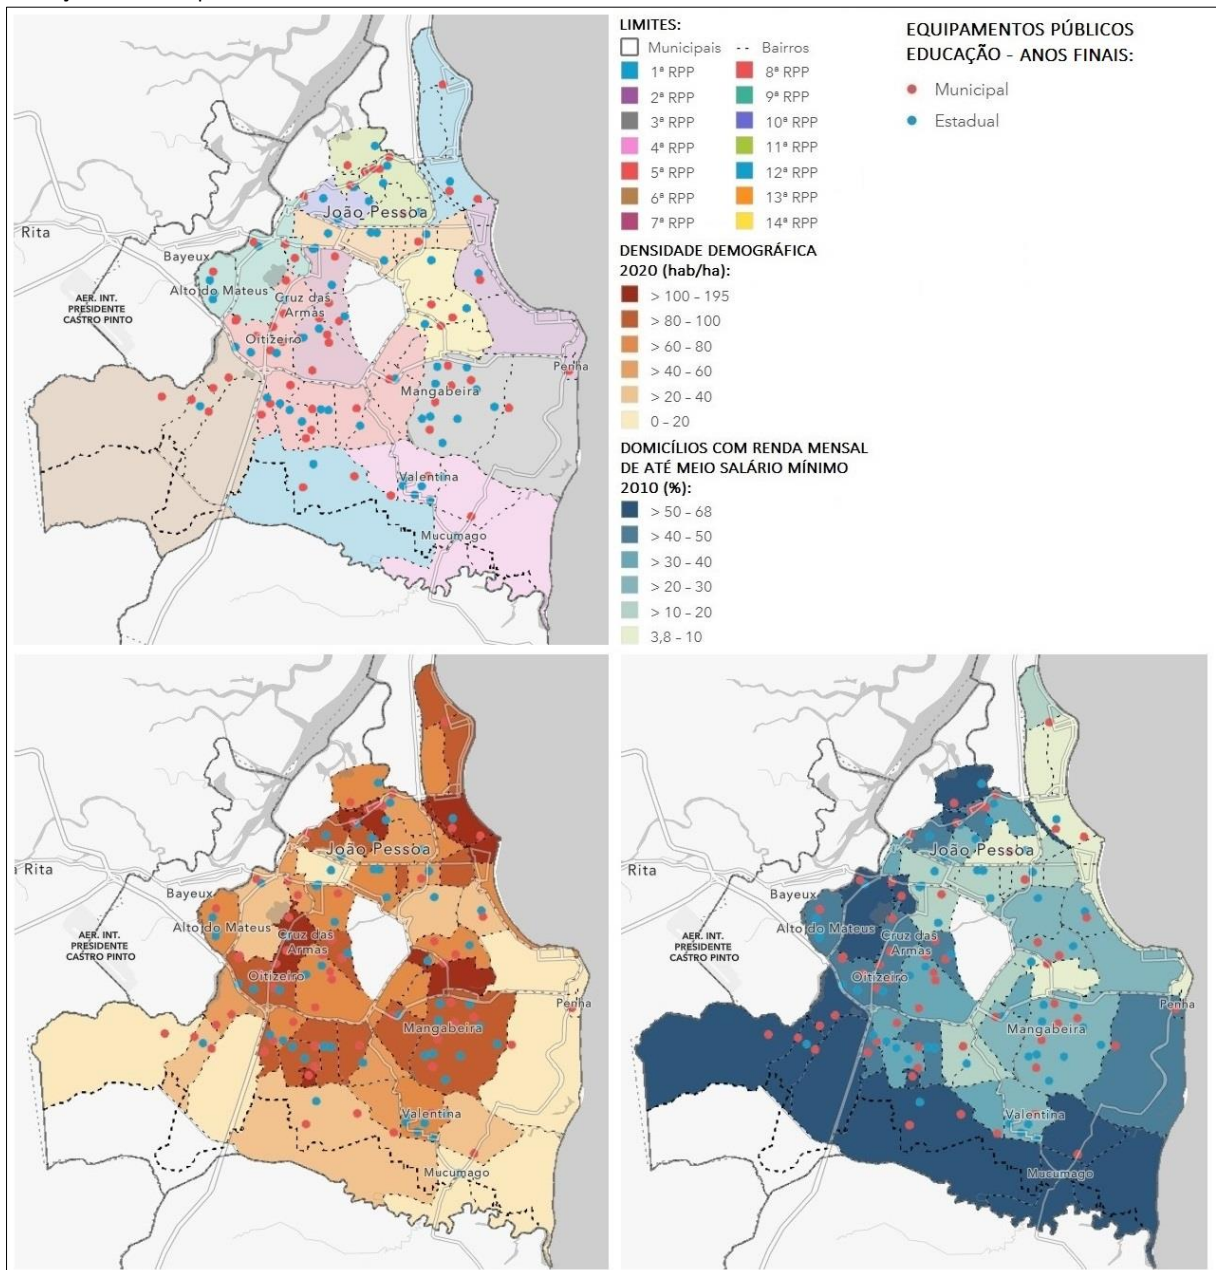 LIMITES:
Municipais
Bairros
1ª RPP
8ª RPP
2ª RPP
9ª RPP
3ª RPP
10ª RPP
4ª RPP
11ª RPP
5ª RPP
12ª RPP
6ª RPP
13ª RPP
7ª RPP
14ª RPP
DENSIDADE DEMOGRÁFICA
2020 (hab/ha):
> 100 – 195
> 80 – 100
> 60 – 80
> 40 – 60
> 20 – 40
0 – 20
DOMICÍLIOS COM RENDA MENSAL
DE ATÉ MEIO SALÁRIO MÍNIMO
2010 (%):
> 50 – 68
> 40 – 50
> 30 – 40
> 20 – 30
> 10 – 20
3,8 – 10
EQUIPAMENTOS PÚBLICOS
EDUCAÇÃO - ANOS FINAIS:
Municipal
Estadual
João Pessoa
Rita
Bayeux
Alto do Mateus
AER. INT.
PRESIDENTE
CASTRO PINTO
Cruz das
Armas
Oitizeiro
Penha
Mangabeira
Valentina
Mucumago
João Pessoa
Rita
Bayeux
Alto do Mateus
AER. INT.
PRESIDENTE
CASTRO PINTO
Cruz das
Armas
Oitizeiro
Penha
Mangabeira
Valentina
Mucumago
João Pessoa
Rita
Bayeux
Alto do Mateus
AER. INT.
PRESIDENTE
CASTRO PINTO
Cruz das
Armas
Oitizeiro
Penha
Mangabeira
Valentina
Mucumago